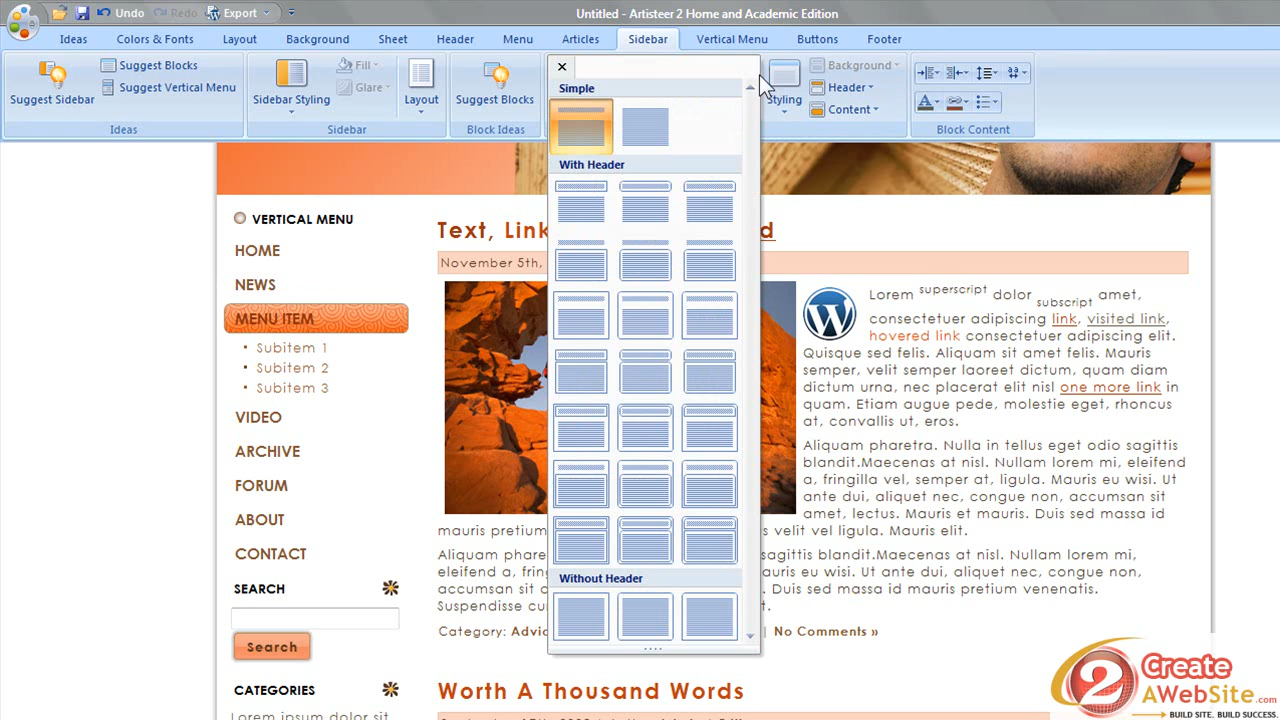 Undo Redo Export Untitled - Artisteer 2 Home and Academic Edition
Ideas Colors & Fonts Layout Background Sheet Header Menu Articles Sidebar Vertical Menu Buttons Footer
Suggest Sidebar
Suggest Blocks
Suggest Vertical Menu
Ideas
Sidebar Styling
Fill
Glare
Layout
Sidebar
Suggest Blocks
Block Ideas
Styling
Background
Header
Content
Block Content
Simple
With Header
Without Header
VERTICAL MENU
HOME
NEWS
MENU ITEM
Subitem 1
Subitem 2
Subitem 3
VIDEO
ARCHIVE
FORUM
ABOUT
CONTACT
SEARCH
Search
CATEGORIES
Lorem ipsum dolor sit
Text, Link
November 5th,
Lorem superscript dolor subscript amet,
consectetuer adipiscing link, visited link,
hovered link consectetuer adipiscing elit.
Quisque sed felis. Aliquam sit amet felis. Mauris
semper, velit semper laoreet dictum, quam diam
dictum urna, nec placerat elit nisl one more link in
quam. Etiam augue pede, molestie eget, rhoncus
at, convallis ut, eros.
Aliquam pharetra. Nulla in tellus eget odio sagittis
blandit.Maecenas at nisl. Nullam lorem mi, eleifend
a, fringilla vel, semper at, ligula. Mauris eu wisi. Ut
ante dui, aliquet nec, congue non, accumsan sit
amet, lectus. Mauris et mauris. Duis sed massa id
mauris pretium velit vel ligula. Mauris elit.
Aliquam phare sagittis blandit.Maecenas at nisl. Nullam lorem mi,
eleifend a, fring auris eu wisi. Ut ante dui, aliquet nec, congue non,
accumsan sit Duis sed massa id mauris pretium venenatis.
Suspendisse cu t.
Category: Advic | No Comments »
Worth A Thousand Words
2
Create
AWebSite.com
BUILD SITE. BUILD SUCCESS.